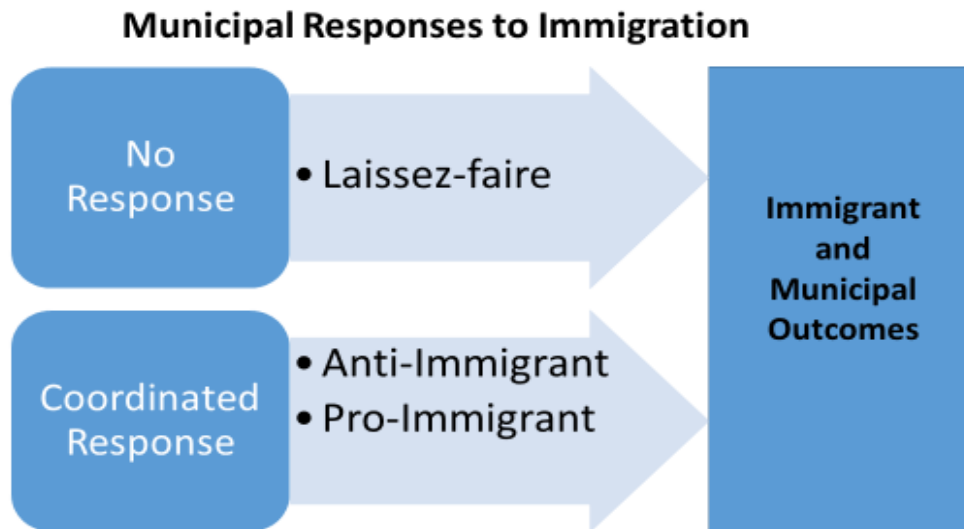 Municipal Responses to Immigration
No
Response
• Laissez-faire
Coordinated
Response
• Anti-Immigrant
• Pro-Immigrant
Immigrant
and
Municipal
Outcomes